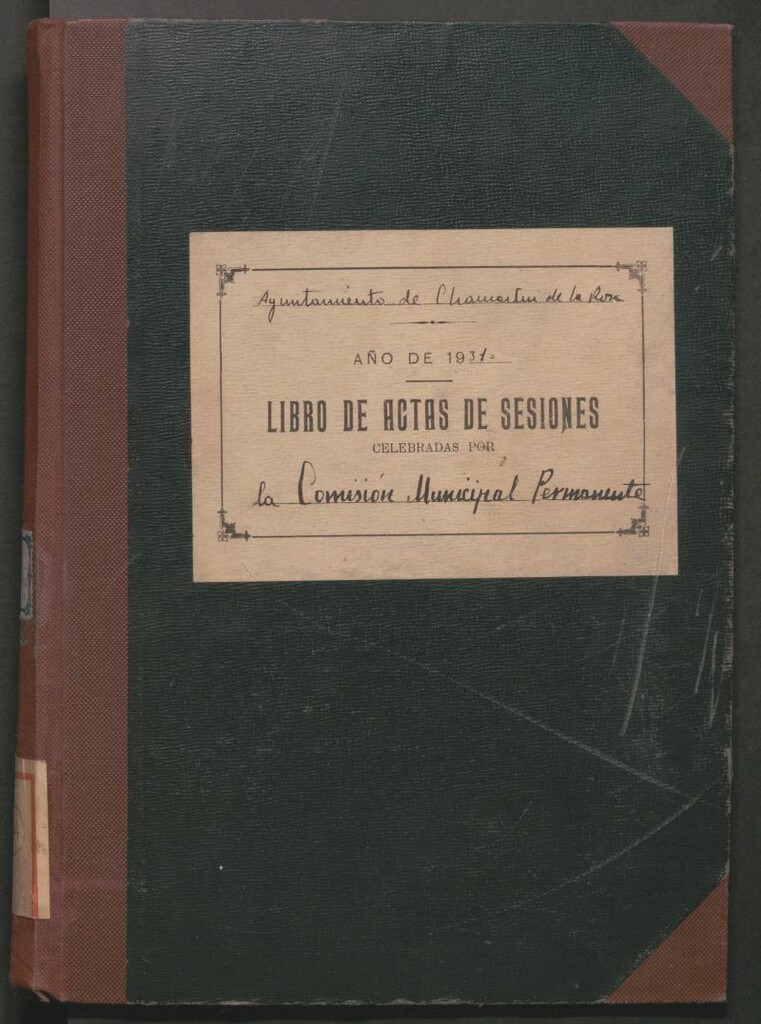 Ayuntamiento de Chamartin de la Rosa
AÑO DE 1931.
LIBRO DE ACTAS DE SESIONES
CELEBRADAS POR
la Comisión Municipal Permanente